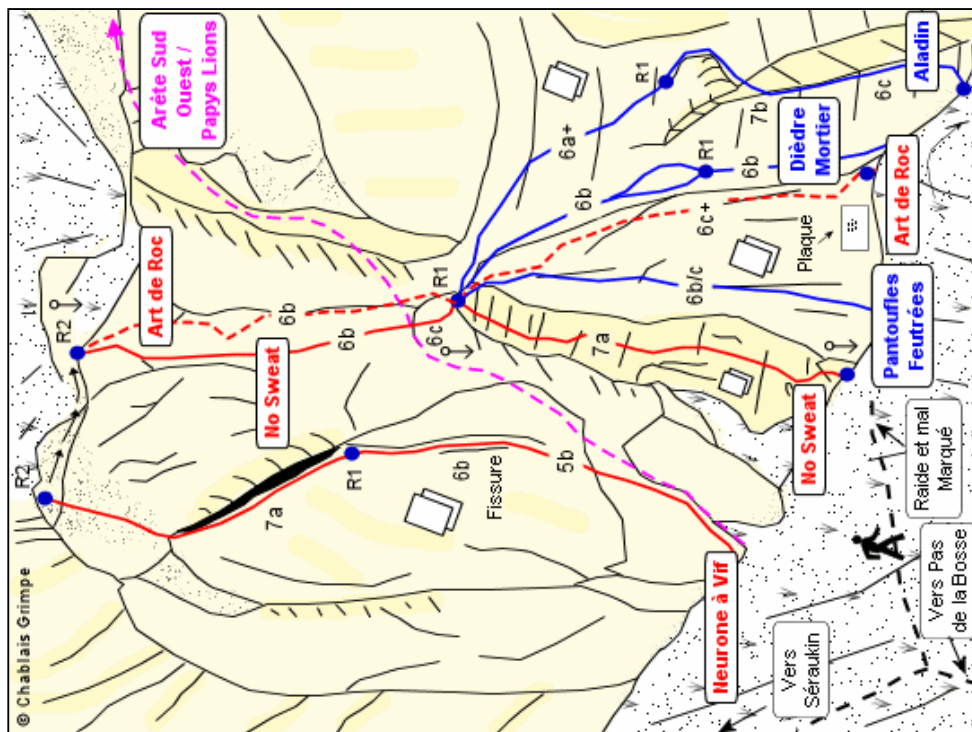 © Chablais Grimpe
Arête Sud
Ouest /
Papys Lions
R2
R2
Art de Roc
No Sweat
6b
6b
6c
R1
7a
R1
6b
Fissure
5b
Neurone à Vif
6a+
R1
6b
R1
6b
7b
6c
Aladin
Dièdre
Mortier
6c+
Plaque
Art de Roc
6b/c
Pantoufles
Feutrées
7a
No Sweat
Raide et mal
Marqué
Vers Pas
de la Bosse
Vers
Séraukin